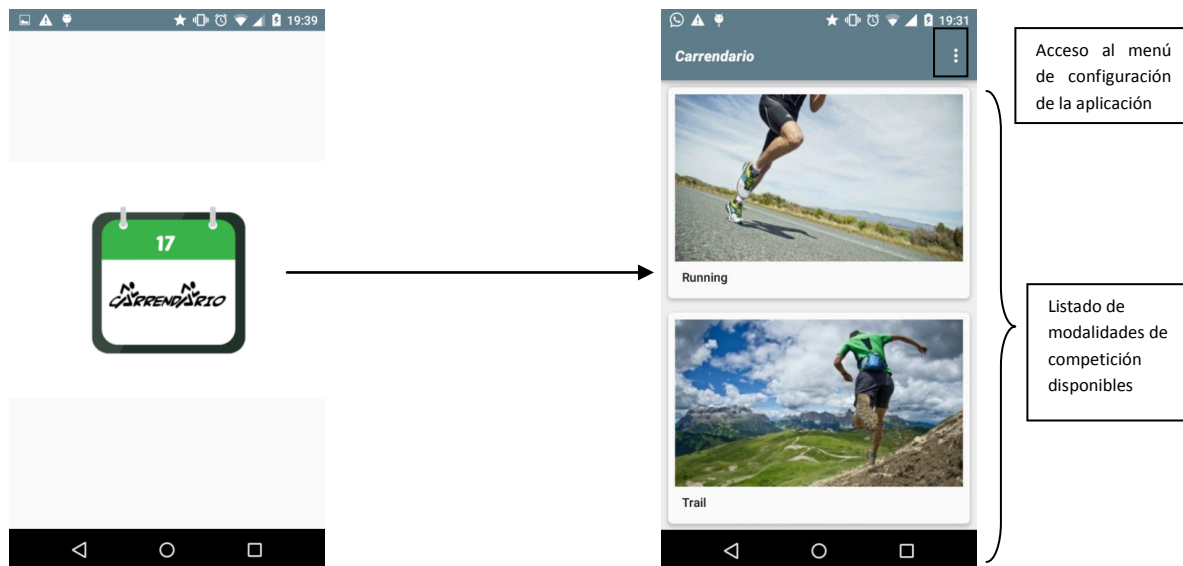 19:39
17
CARRENDARIO
19:31
Carrendario
Running
Trail
Acceso al menú
de configuración
de la aplicación
Listado de
modalidades de
competición
disponibles